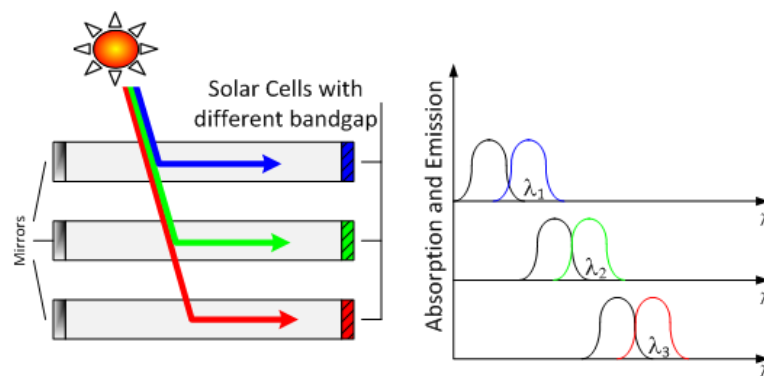 Solar Cells with
different bandgap
Mirrors
Absorption and Emission
λ1
λ2
λ3